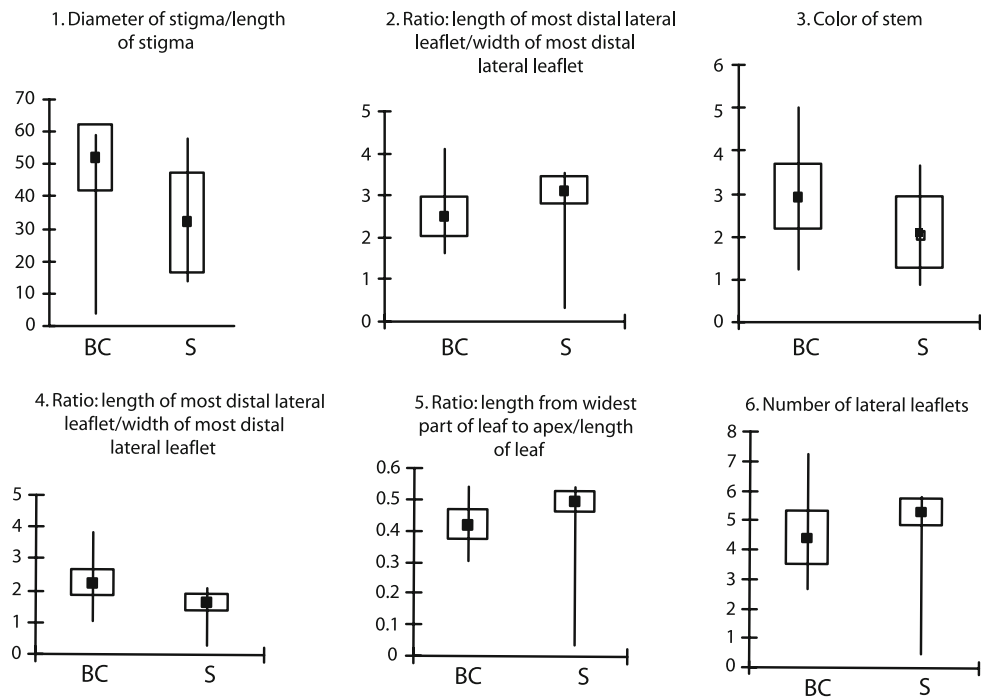 1. Diameter of stigma/length
of stigma
70
60
50
40
30
20
10
0
BC
S
2. Ratio: length of most distal lateral
leaflet/width of most distal
lateral leaflet
5
4
3
2
1
0
BC
S
3. Color of stem
6
5
4
3
2
1
0
BC
S
4. Ratio: length of most distal lateral
leaflet/width of most distal
lateral leaflet
5
4
3
2
1
0
BC
S
5. Ratio: length from widest
part of leaf to apex/length
of leaf
0.6
0.5
0.4
0.3
0.2
0.1
0
BC
S
6. Number of lateral leaflets
8
7
6
5
4
3
2
1
0
BC
S